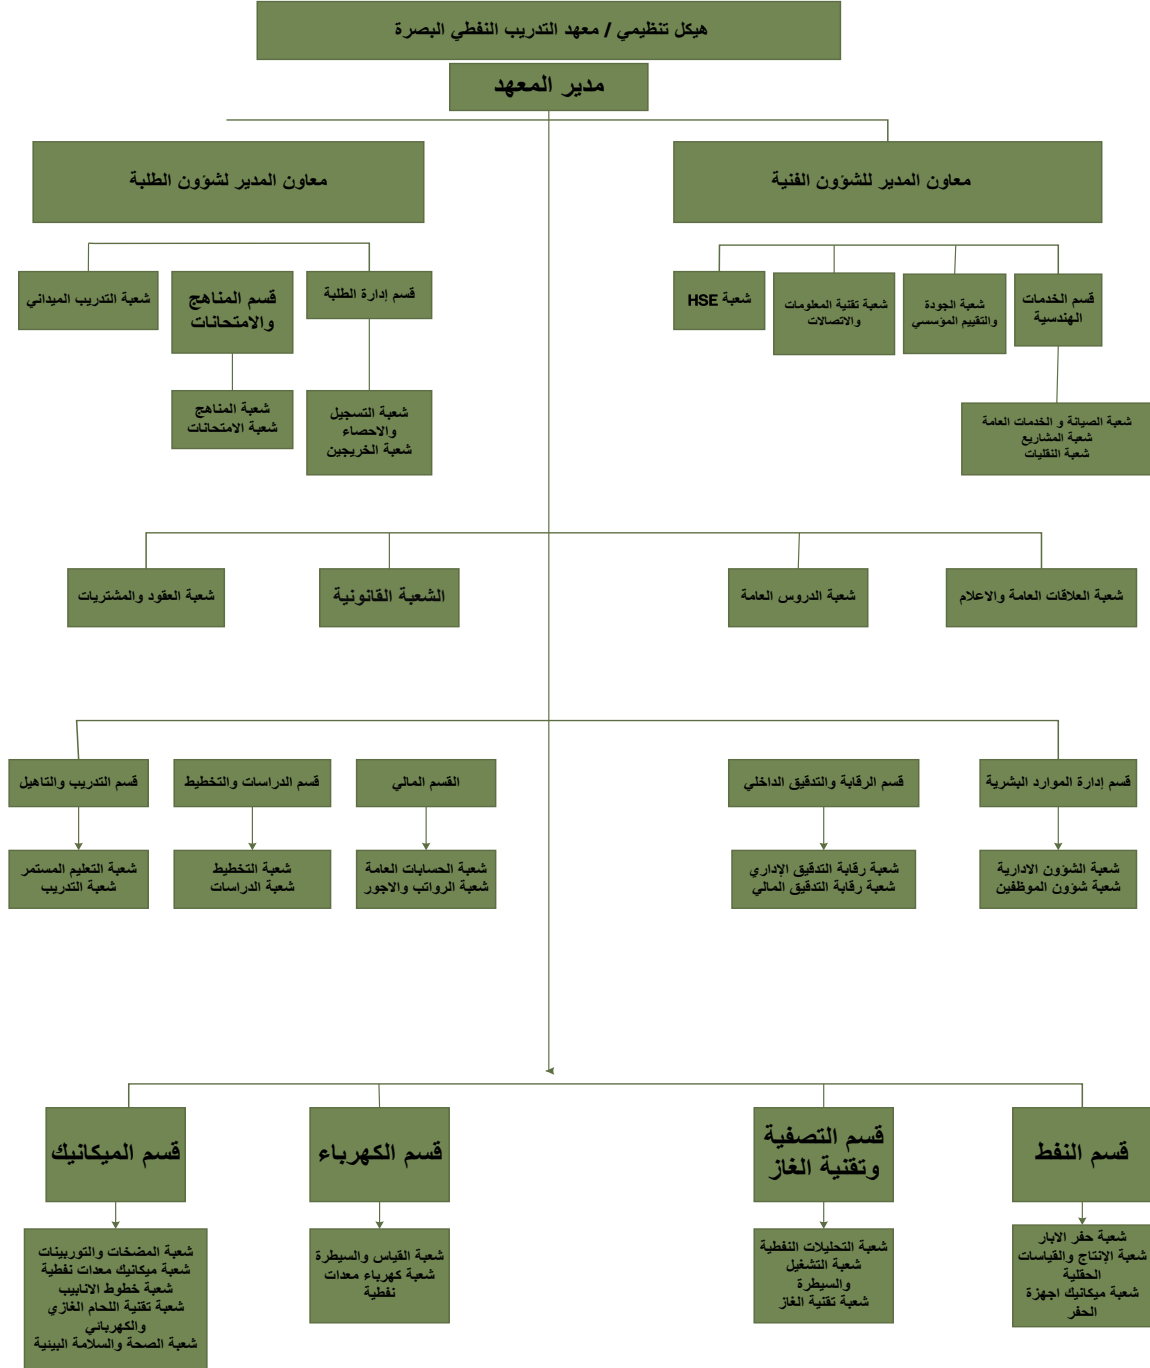 هيكل تنظيمي / معهد التدريب النفطي البصرة
مدير المعهد
معاون المدير للشؤون الفنية
معاون المدير لشؤون الطلبة
قسم الخدمات
الهندسية
شعبة الجودة
والتقييم المؤسسي
شعبة تقنية المعلومات
والاتصالات
شعبة HSE
قسم إدارة الطلبة
قسم المناهج
والامتحانات
شعبة التدريب الميداني
شعبة الصيانة و الخدمات العامة
شعبة المشاريع
شعبة النقليات
شعبة التسجيل
والاحصاء
شعبة الخريجين
شعبة المناهج
شعبة الامتحانات
شعبة العلاقات العامة والاعلام
شعبة الدروس العامة
الشعبة القانونية
شعبة العقود والمشتريات
قسم إدارة الموارد البشرية
قسم الرقابة والتدقيق الداخلي
القسم المالي
قسم الدراسات والتخطيط
قسم التدريب والتاهيل
شعبة الشؤون الادارية
شعبة شؤون الموظفين
شعبة رقابة التدقيق الإداري
شعبة رقابة التدقيق المالي
شعبة الحسابات العامة
شعبة الرواتب والاجور
شعبة التخطيط
شعبة الدراسات
شعبة التعليم المستمر
شعبة التدريب
قسم النفط
قسم التصفية
وتقنية الغاز
قسم الكهرباء
قسم الميكانيك
شعبة حفر الابار
شعبة الإنتاج والقياسات
الحقلية
شعبة ميكانيك اجهزة
الحفر
شعبة التحليلات النفطية
شعبة التشغيل
والسيطرة
شعبة تقنية الغاز
شعبة القياس والسيطرة
شعبة كهرباء معدات
نفطية
شعبة المضخات والتوربينات
شعبة ميكانيك معدات نفطية
شعبة خطوط الانابيب
شعبة تقنية اللحام الغازي
والكهربائي
شعبة الصحة والسلامة البيئية